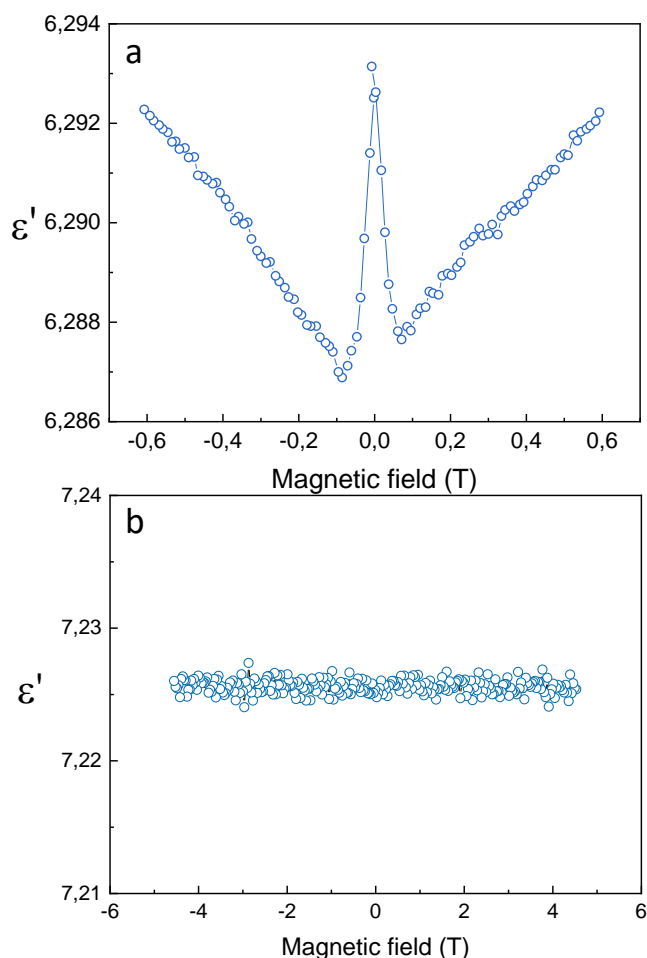 a
6,294
6,292
6,290
6,288
6,286
ε'
-0,6 -0,4 -0,2 0,0 0,2 0,4 0,6
Magnetic field (T)
b
7,24
7,23
7,22
7,21
ε'
-6 -4 -2 0 2 4 6
Magnetic field (T)